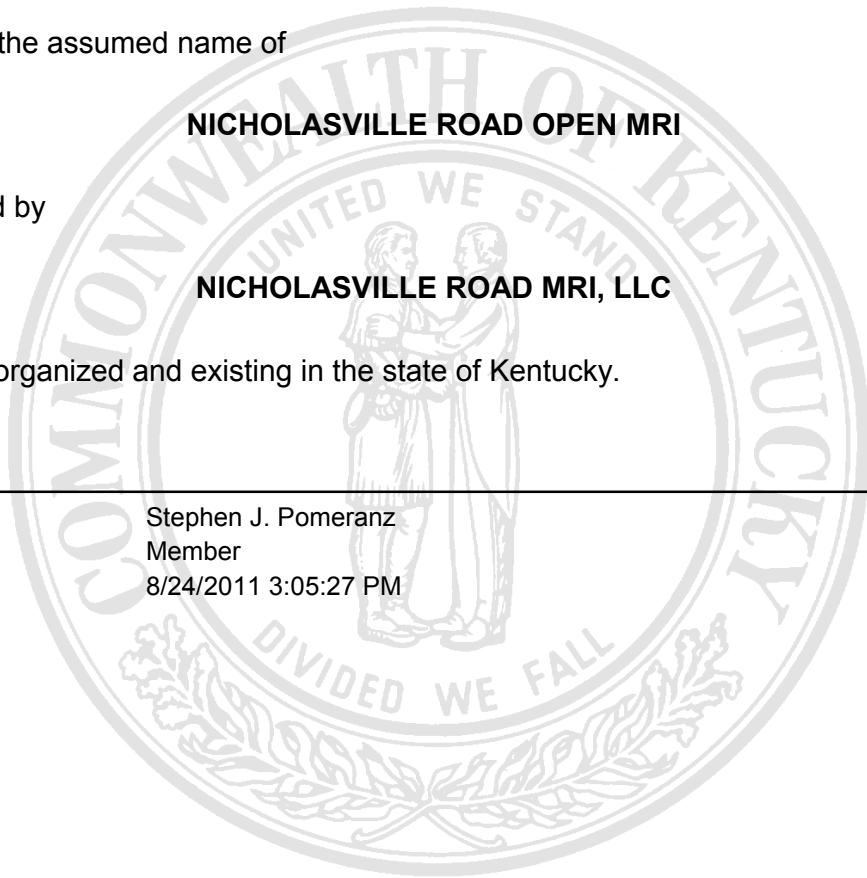 the assumed name of
NICHOLASVILLE ROAD OPEN MRI
by
NICHOLASVILLE ROAD MRI, LLC
organized and existing in the state of Kentucky.
Stephen J. Pomeranz
Member
8/24/2011 3:05:27 PM
COMMONWEALTH OF KENTUCKY
UNITED WE STAND
DIVIDED WE FALL